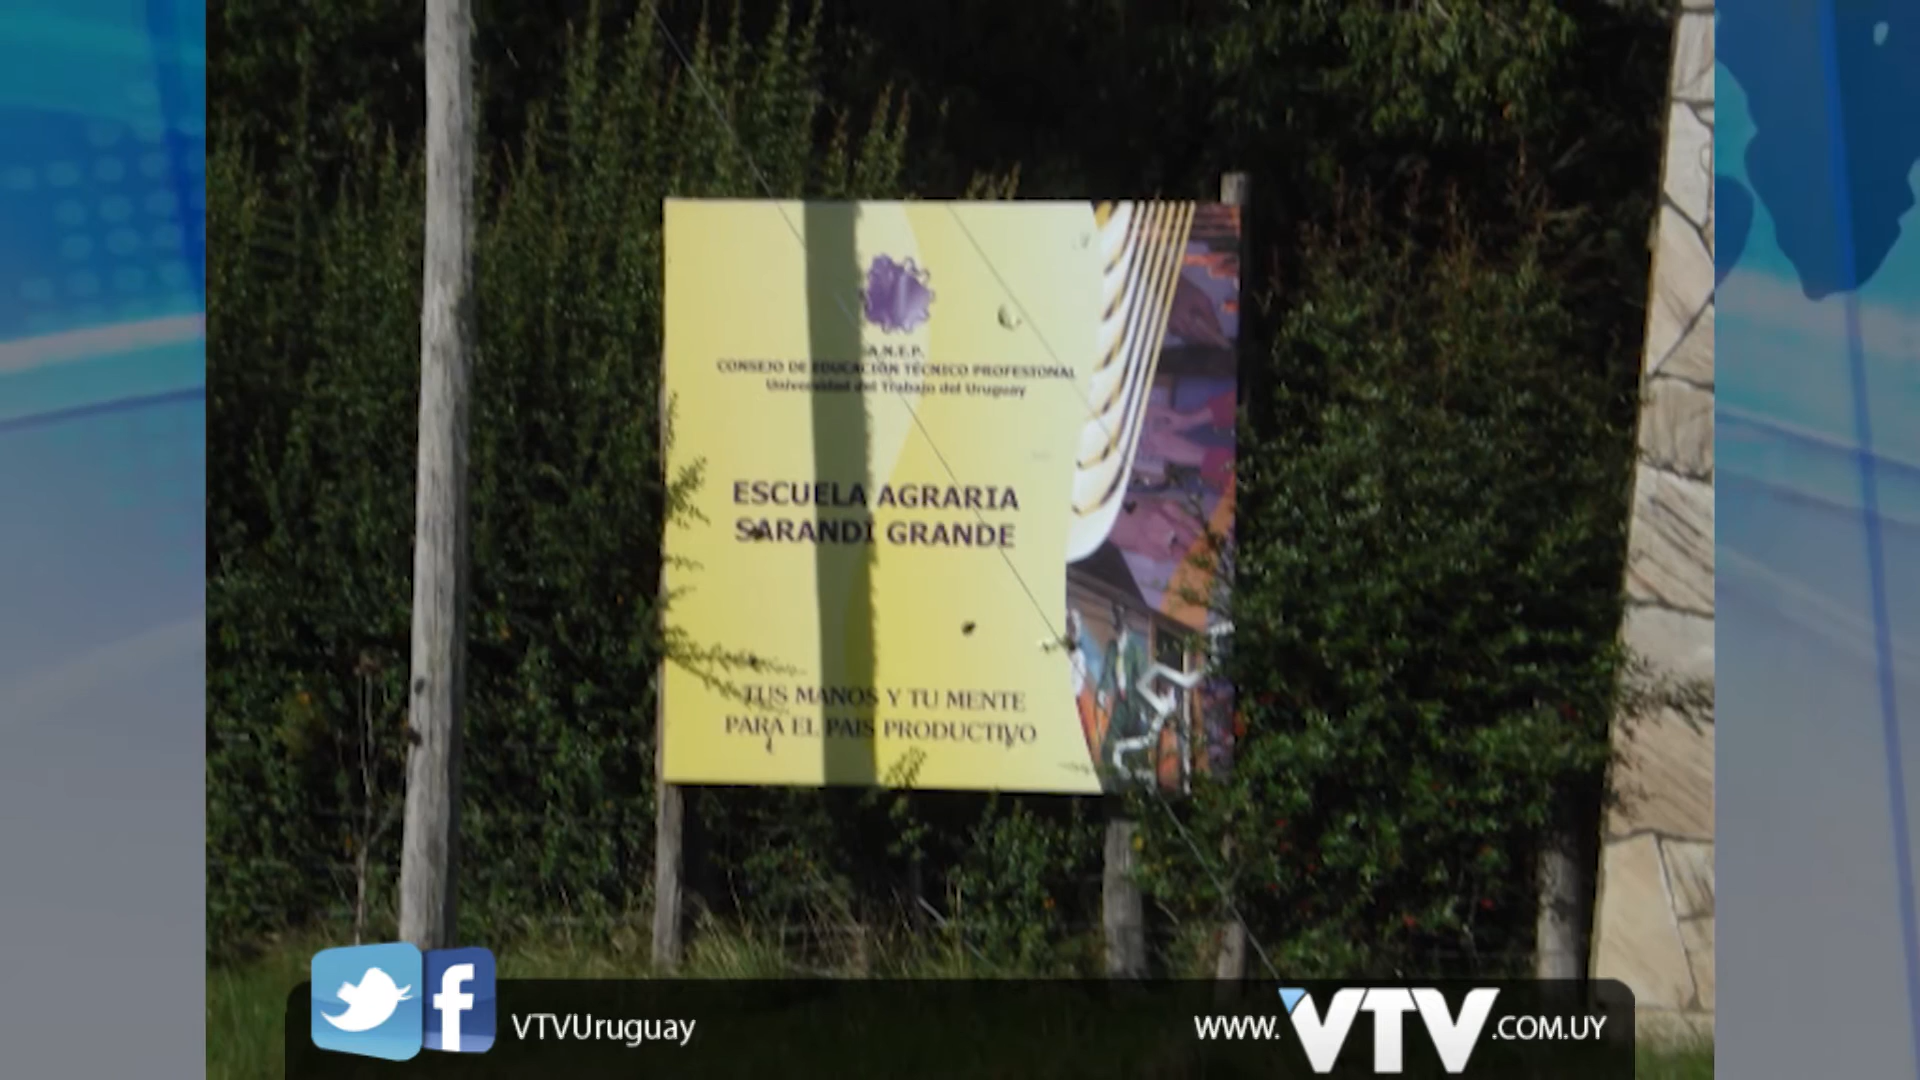 A.N.E.P.
CONSEJO DE EDUCACIÓN TÉCNICO PROFESIONAL
Universidad del Trabajo del Uruguay
ESCUELA AGRARIA
SARANDI GRANDE
TUS MANOS Y TU MENTE
PARA EL PAIS PRODUCTIVO
VTVUruguay
WWW.VTV.COM.UY